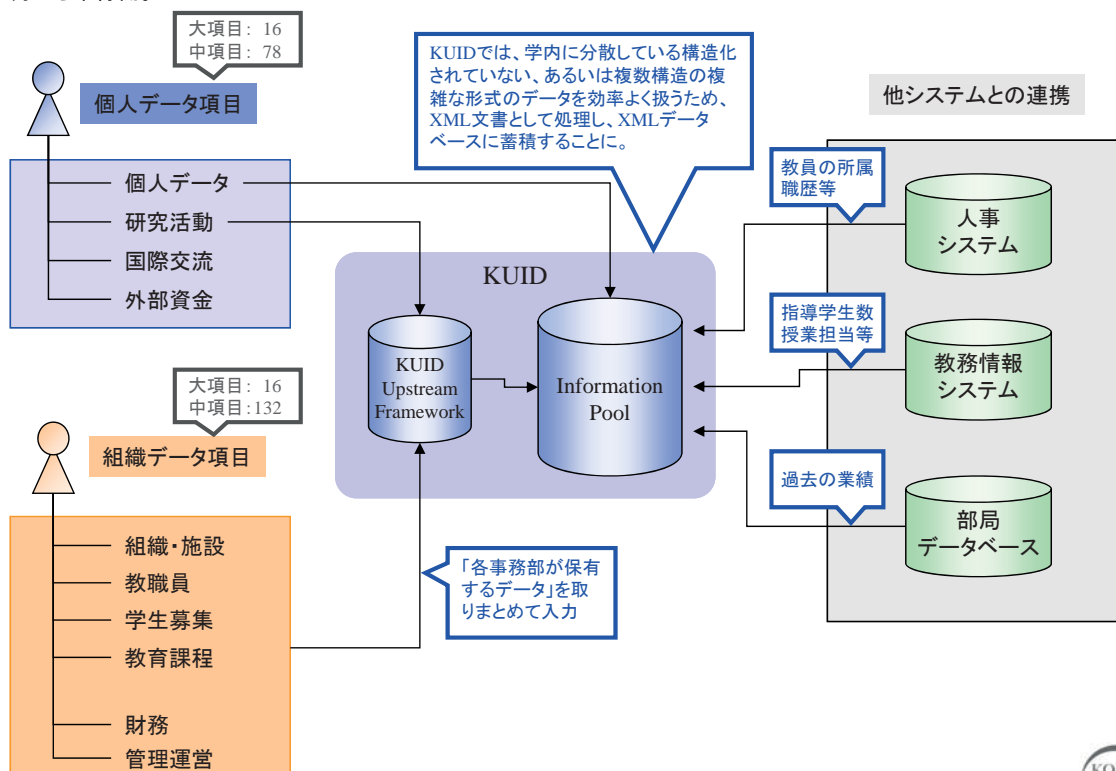 大項目: 16
中項目: 78
個人データ項目
個人データ
研究活動
国際交流
外部資金
KUIDでは、学内に分散している構造化
されていない、あるいは複数構造の複
雑な形式のデータを効率よく扱うため、
XML文書として処理し、XMLデータ
ベースに蓄積することに。
他システムとの連携
教員の所属
職歴等
人事
システム
指導学生数
授業担当等
教務情報
システム
過去の業績
部局
データベース
KUID
KUID
Upstream
Framework
Information
Pool
大項目: 16
中項目:132
組織データ項目
組織・施設
教職員
学生募集
教育課程
財務
管理運営
「各事務部が保有
するデータ」を取
りまとめて入力